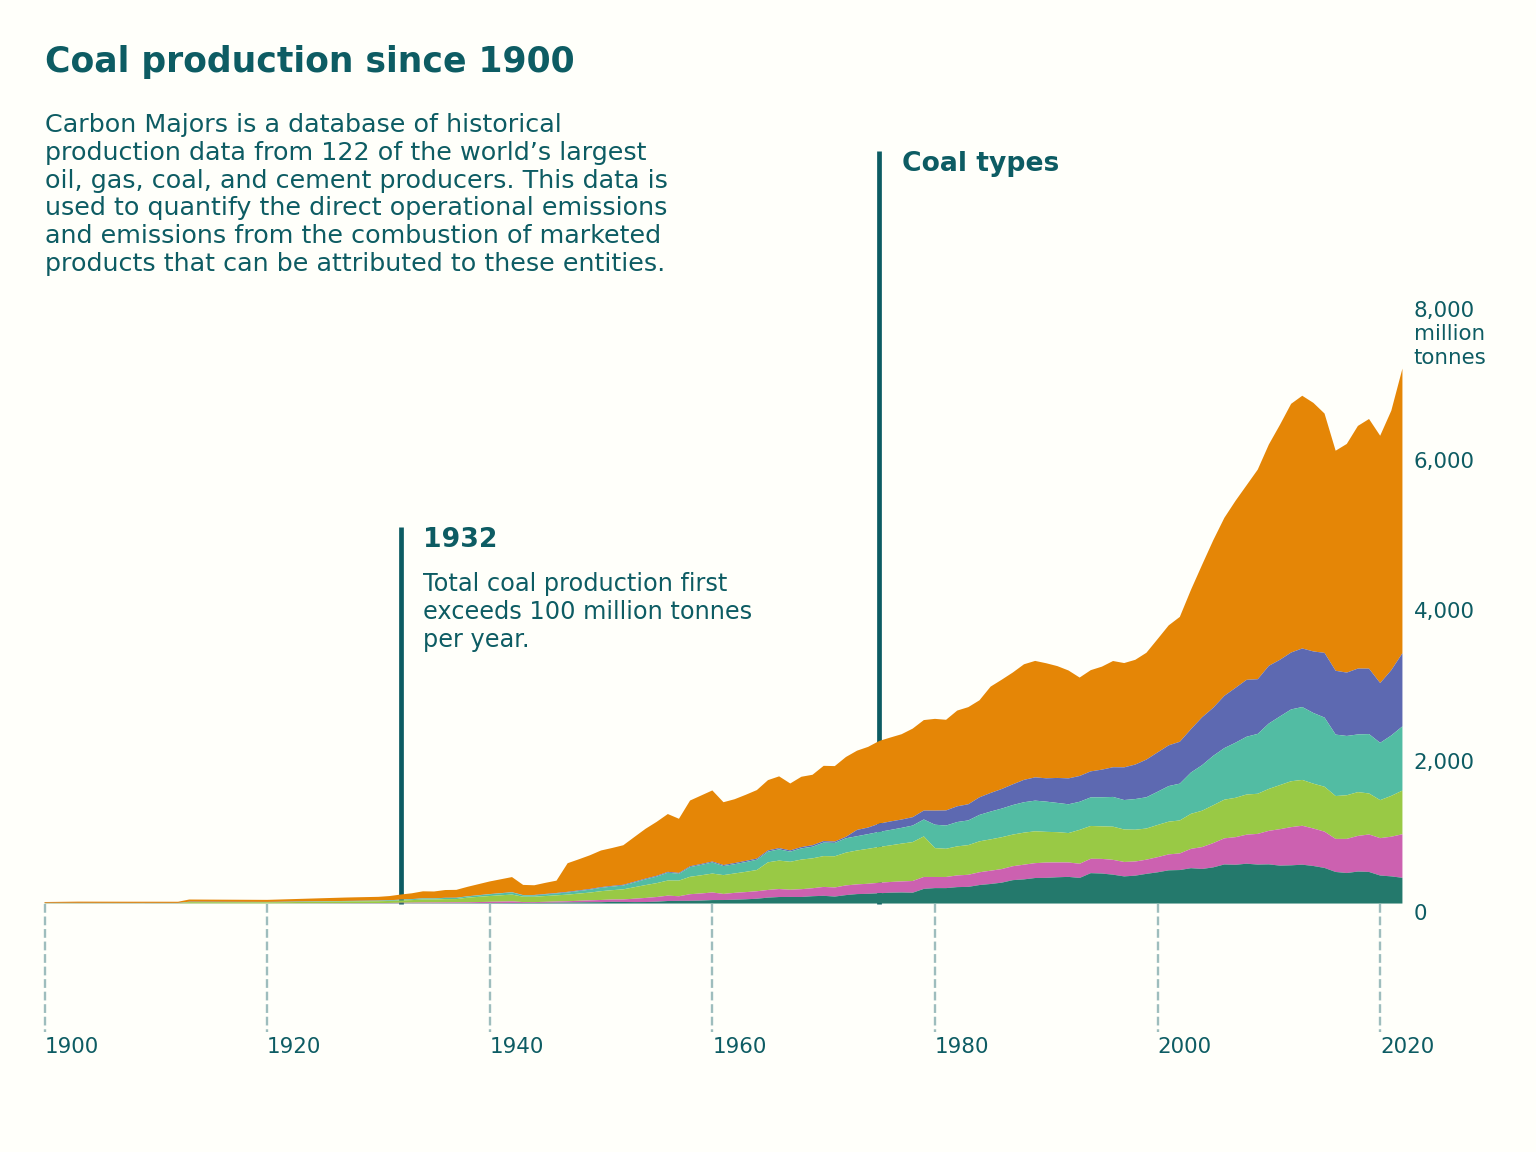 Coal production since 1900
Carbon Majors is a database of historical
production data from 122 of the world’s largest
oil, gas, coal, and cement producers. This data is
used to quantify the direct operational emissions
and emissions from the combustion of marketed
products that can be attributed to these entities.
Coal types
8,000
million
tonnes
6,000
1932
Total coal production first
exceeds 100 million tonnes
per year.
4,000
2,000
0
1900
1920
1940
1960
1980
2000
2020